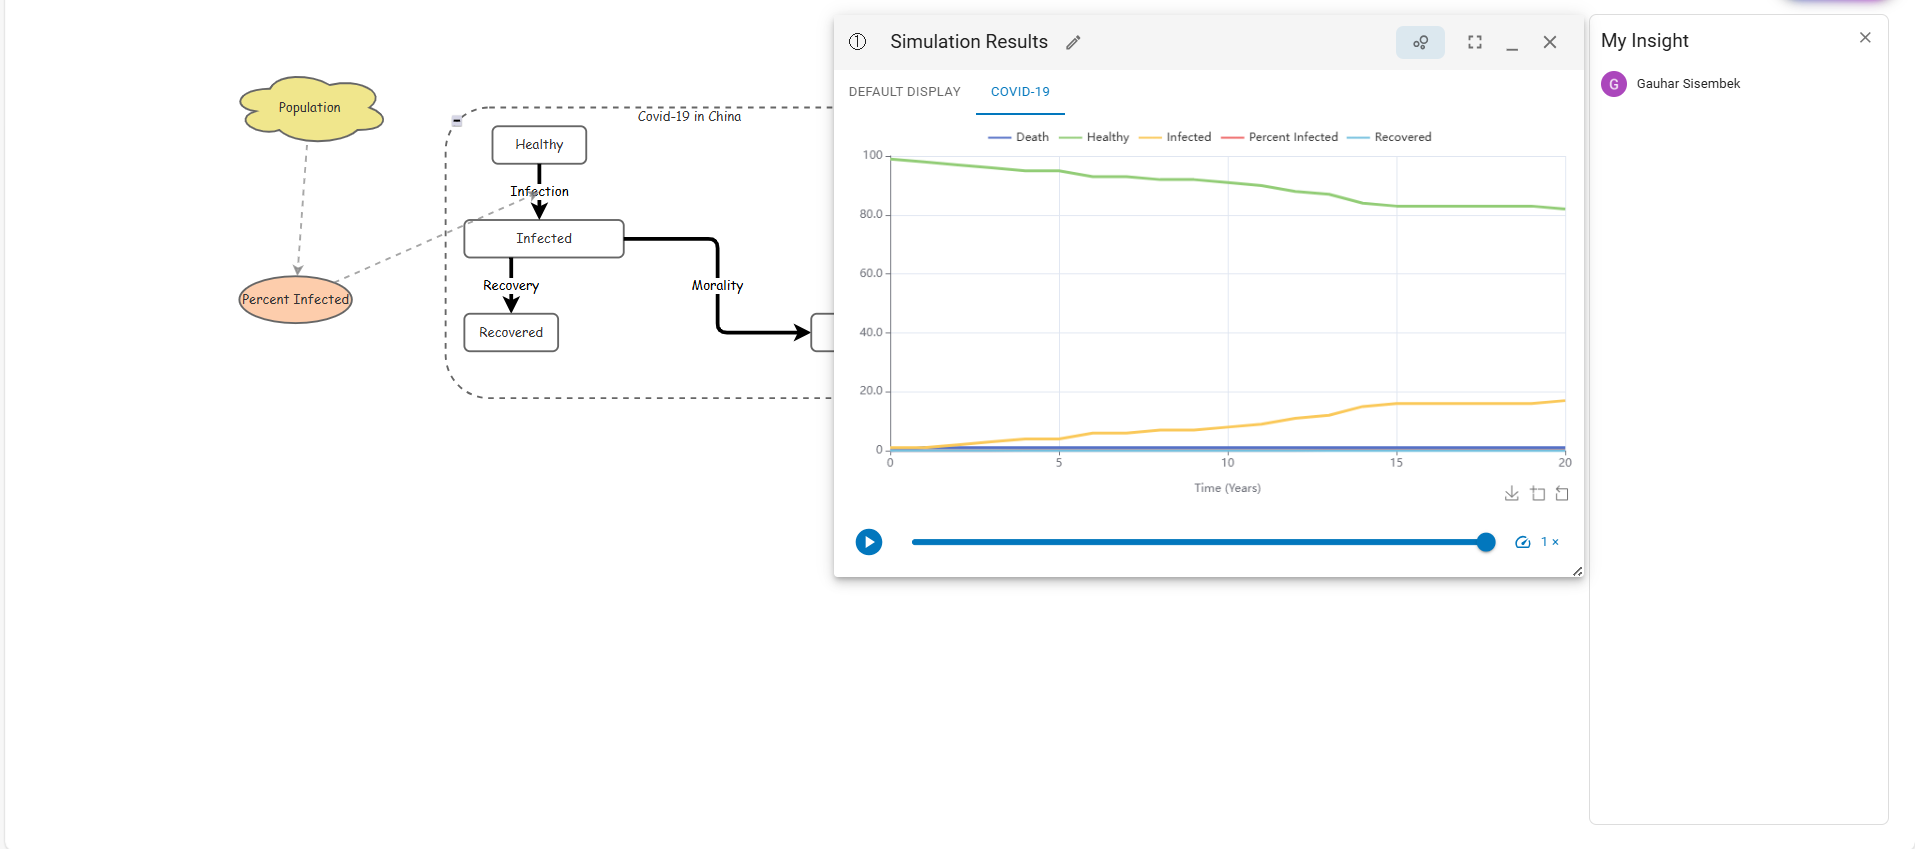 Population
Percent Infected
Covid-19 in China
Healthy
Infection
Infected
Recovery
Morality
Recovered
1 Simulation Results
DEFAULT DISPLAY COVID-19
Death Healthy Infected Percent Infected Recovered
100
80.0
60.0
40.0
20.0
0
0 5 10 15 20
Time (Years)
1 ×
My Insight
G Gauhar Sisembek